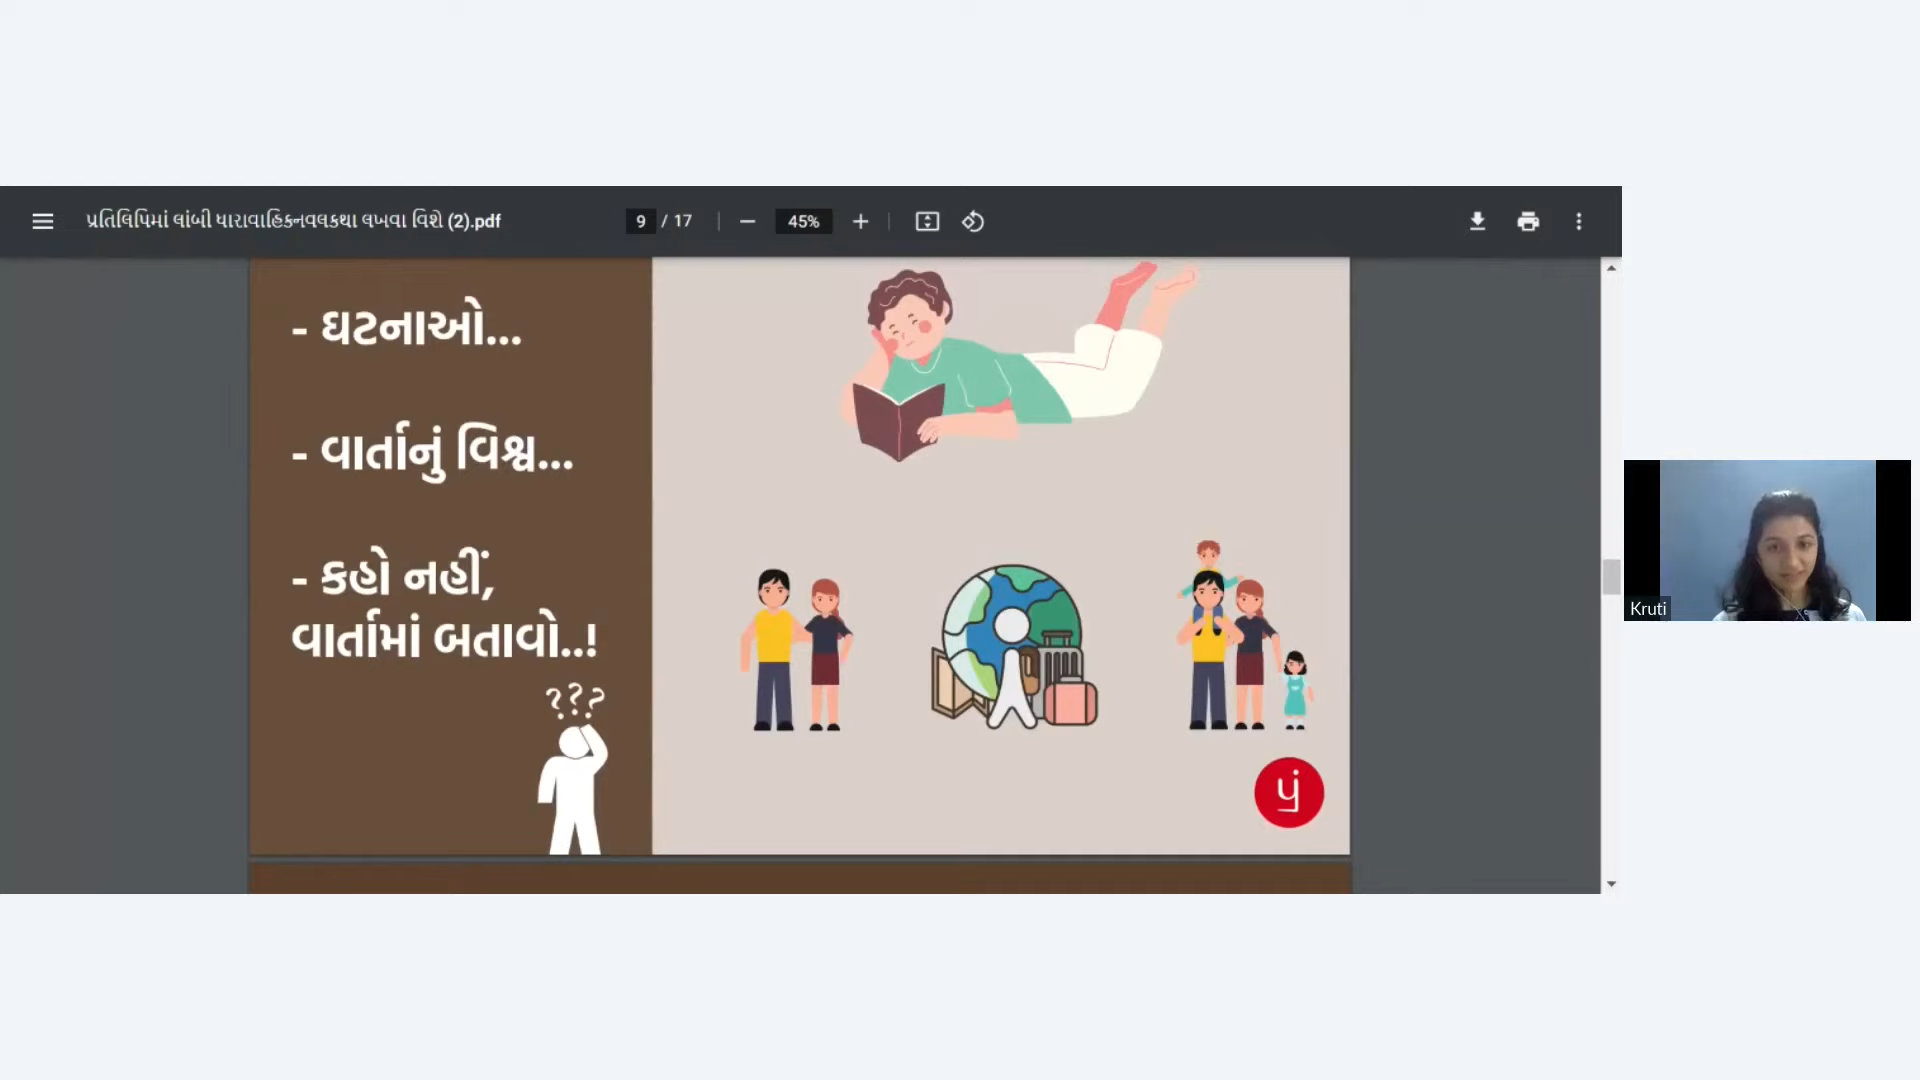 પ્રતિલિપિમાં લાંબી ધારાવાહિકનવલકથા લખવા વિશે (2).pdf
9 / 17
45%
- ઘટનાઓ...
- વાર્તાનું વિશ્વ...
- કહો નહીં,
વાર્તામાં બતાવો..!
???
પું
Kruti